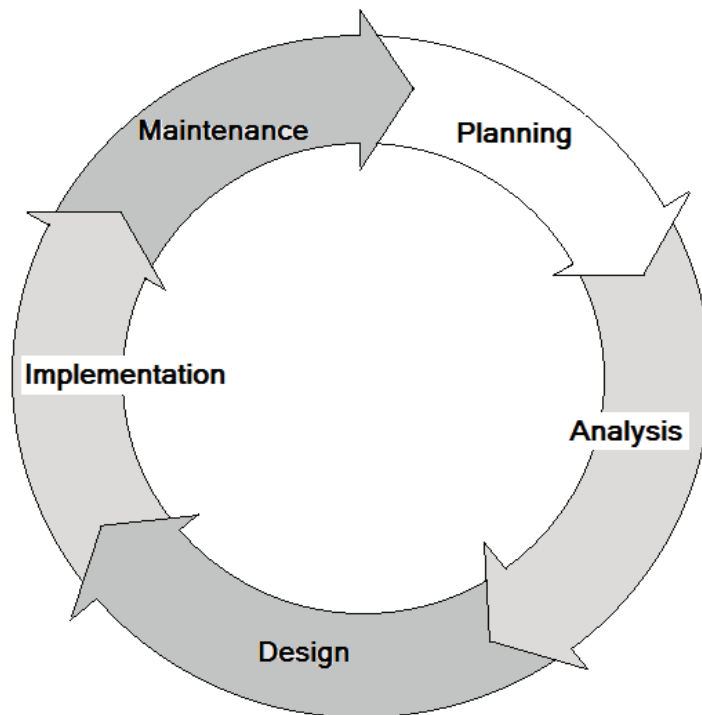 Maintenance
Planning
Implementation
Analysis
Design